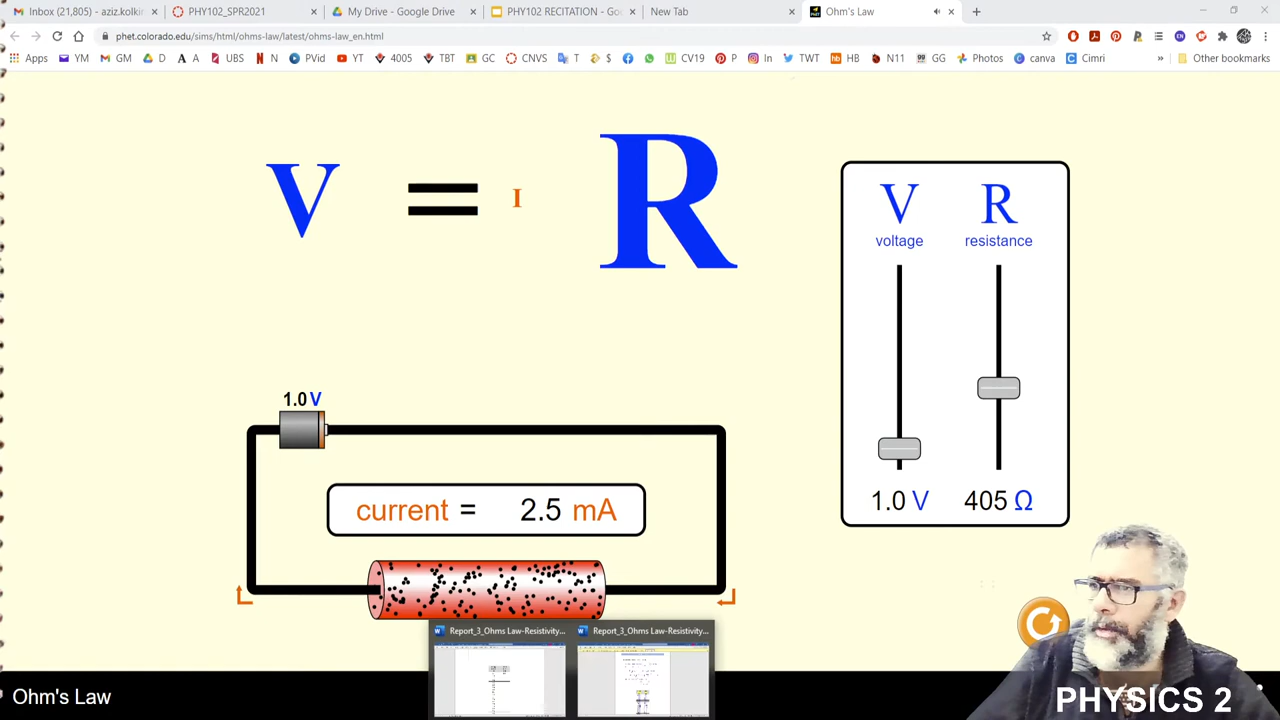 Inbox (21,805) - aziz.kolkir
PHY102_SPR2021
My Drive - Google Drive
PHY102 RECITATION - Go
New Tab
Ohm's Law
phet.colorado.edu/sims/html/ohms-law/latest/ohms-law_en.html
Apps YM GM D A UBS N PVid YT 4005 TBT GC CNVS T $ CV19 P In TWT HB N11 GG Photos canva Cimri » Other bookmarks
V = I R
V R
voltage resistance
1.0 V 405 Ω
1.0 V
current = 2.5 mA
Report_3_Ohms Law-Resistivity...
Report_3_Ohms Law-Resistivity...
Ohm's Law
PHYSICS 2